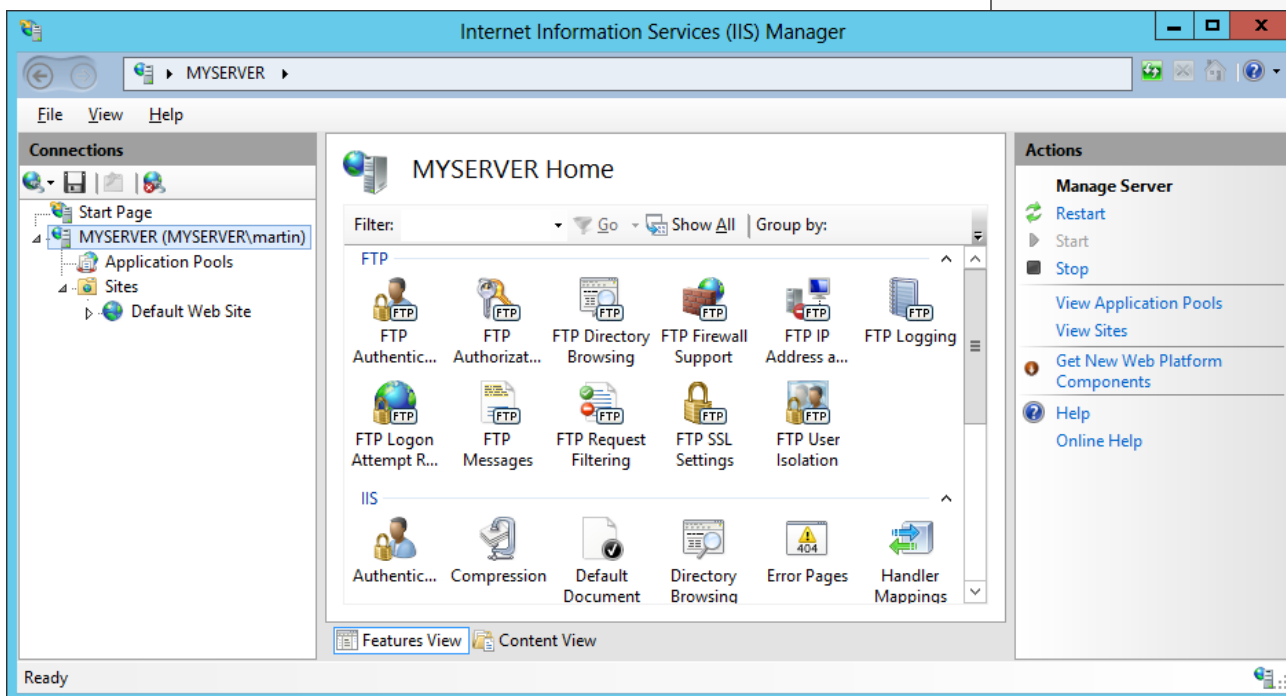 Internet Information Services (IIS) Manager
MYSERVER
File View Help
Connections
Start Page
MYSERVER (MYSERVER\martin)
Application Pools
Sites
Default Web Site
MYSERVER Home
Filter: Go Show All Group by:
FTP
FTP FTP FTP FTP FTP FTP
FTP FTP FTP Directory FTP Firewall FTP IP FTP Logging
Authentic... Authorizat... Browsing Support Address a...
FTP FTP FTP FTP FTP
FTP Logon FTP FTP Request FTP SSL FTP User
Attempt R... Messages Filtering Settings Isolation
IIS
404
Authentic... Compression Default Directory Error Pages Handler
Document Browsing Mappings
Features View Content View
Actions
Manage Server
Restart
Start
Stop
View Application Pools
View Sites
Get New Web Platform
Components
Help
Online Help
Ready